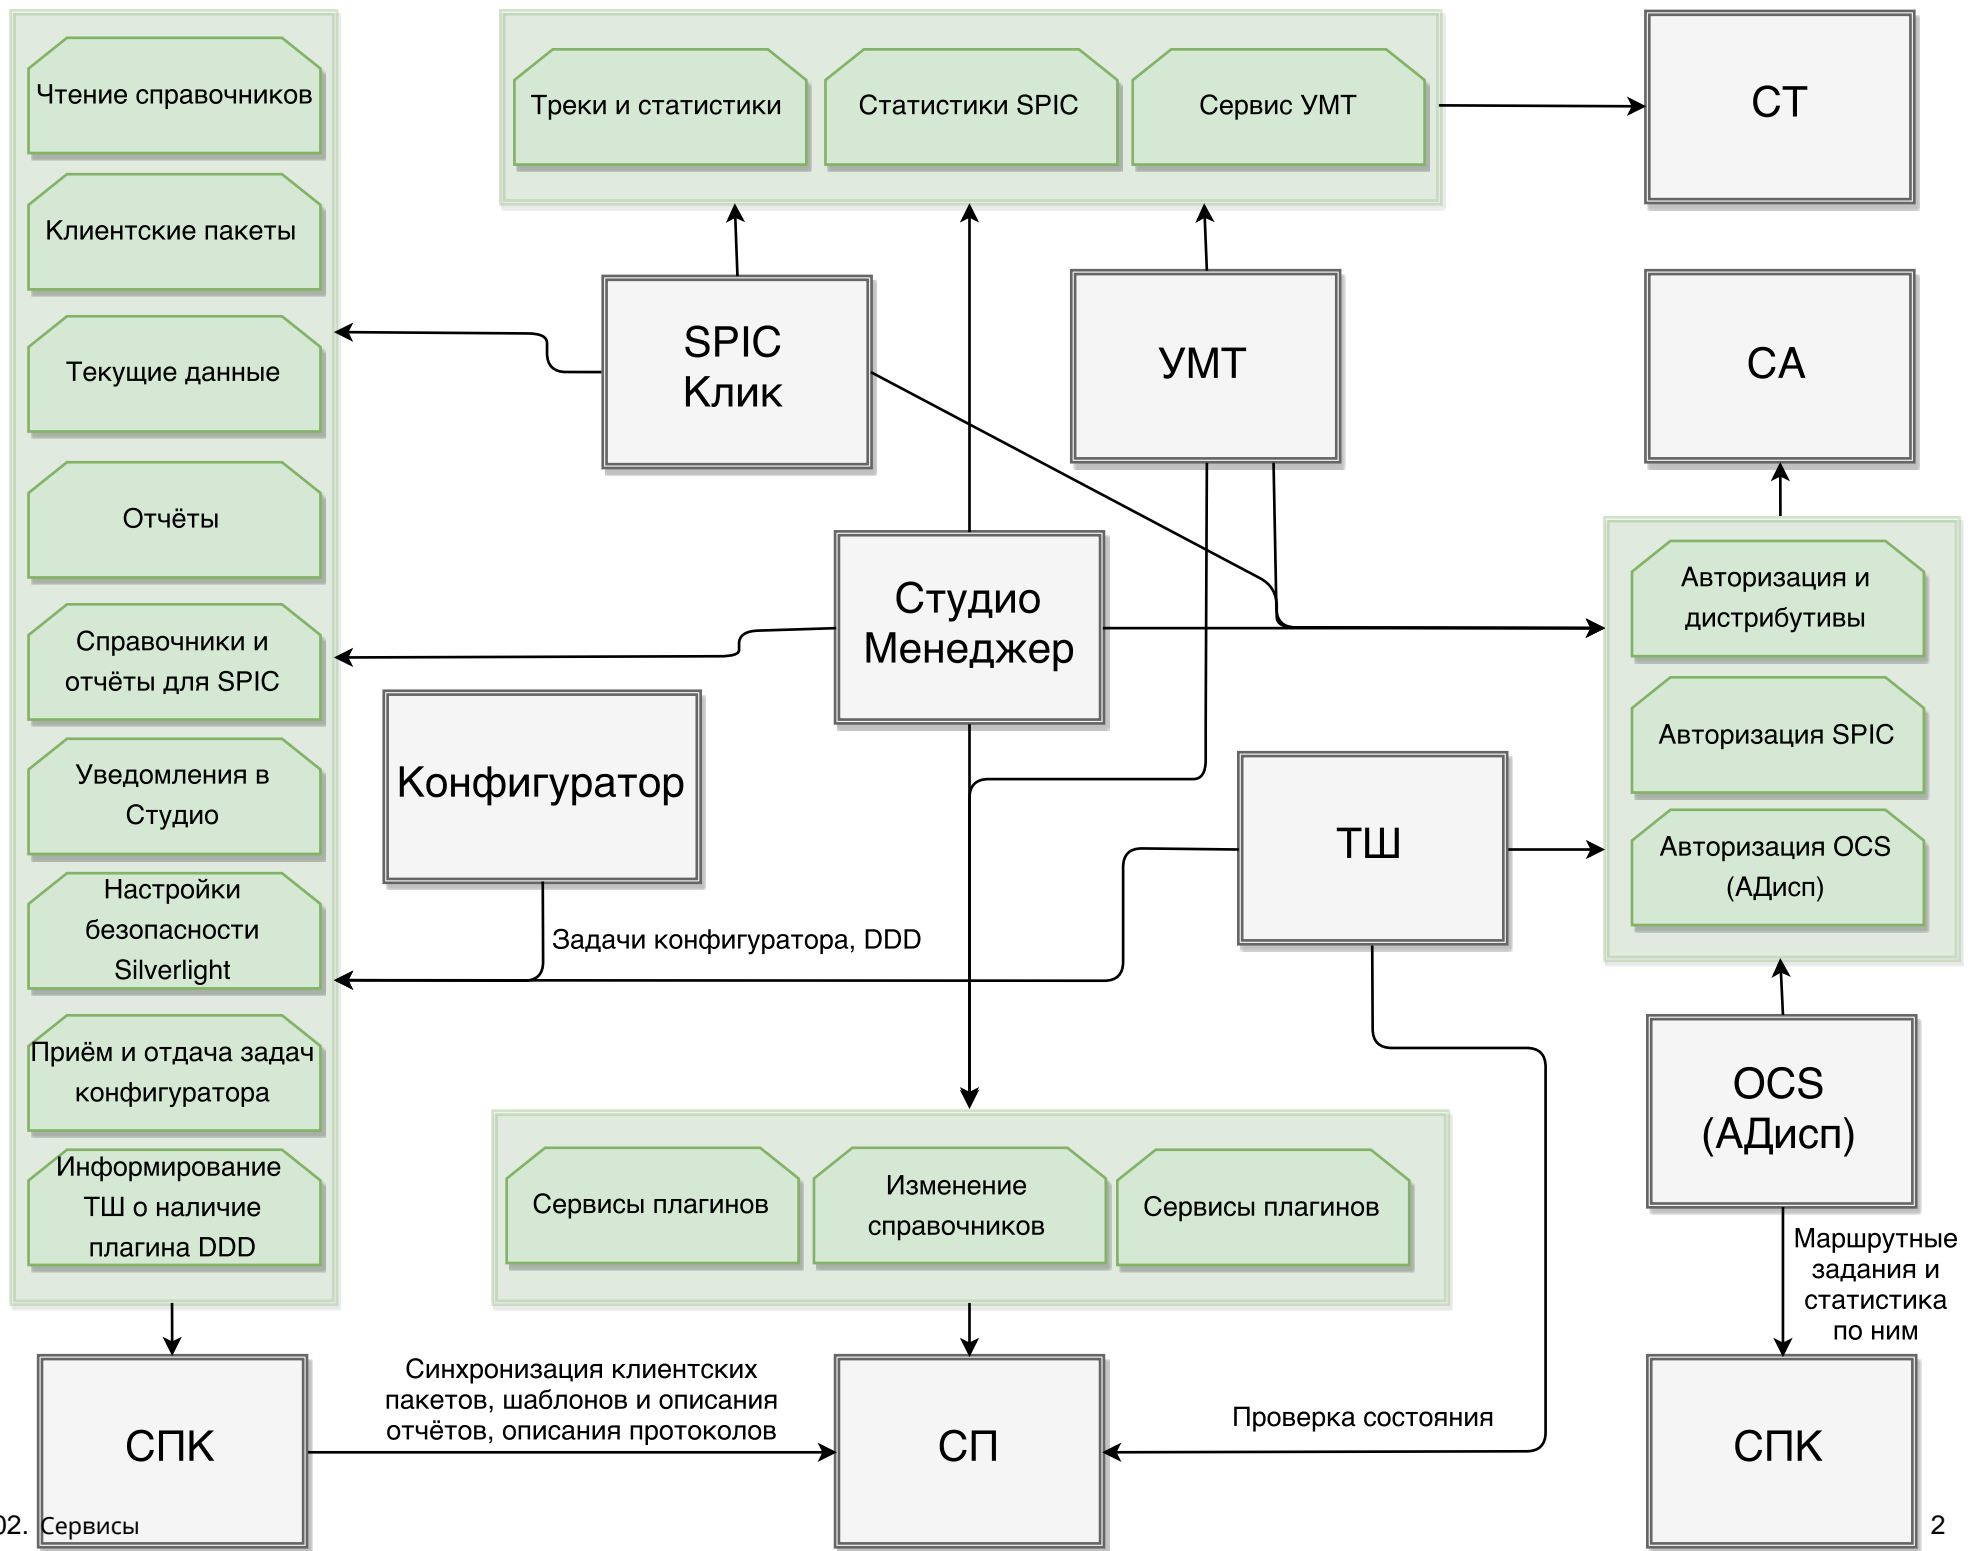 Чтение справочников
Клиентские пакеты
Текущие данные
Отчёты
Справочники и
отчёты для SPIC
Уведомления в
Студио
Настройки
безопасности
Silverlight
Приём и отдача задач
конфигуратора
Информирование
ТШ о наличие
плагина DDD
Треки и статистики
Статистики SPIC
Сервис УМТ
СТ
SPIC
Клик
УМТ
СА
Студио
Менеджер
Авторизация и
дистрибутивы
Авторизация SPIC
Авторизация OCS
(АДисп)
Конфигуратор
ТШ
Задачи конфигуратора, DDD
OCS
(АДисп)
Сервисы плагинов
Изменение
справочников
Сервисы плагинов
Маршрутные
задания и
статистика
по ним
СПК
Синхронизация клиентских
пакетов, шаблонов и описания
отчётов, описания протоколов
СП
Проверка состояния
СПК
02. Сервисы
2